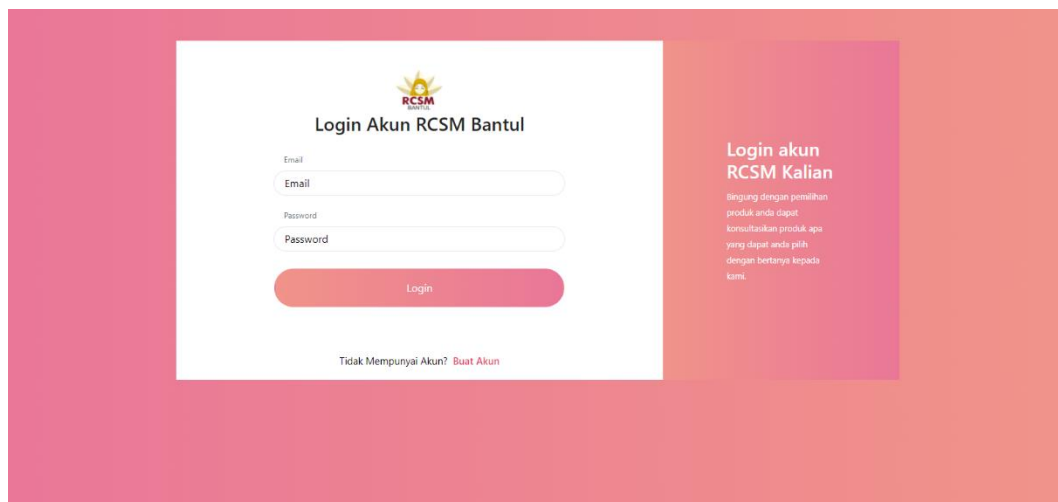 RCSM
BANTUL
Login Akun RCSM Bantul
Email
Email
Password
Password
Login
Tidak Mempunyai Akun? Buat Akun
Login akun
RCSM Kalian
Bingung dengan pemilihan
produk anda dapat
konsultasikan produk apa
yang dapat anda pilih
dengan bertanya kepada
kami.